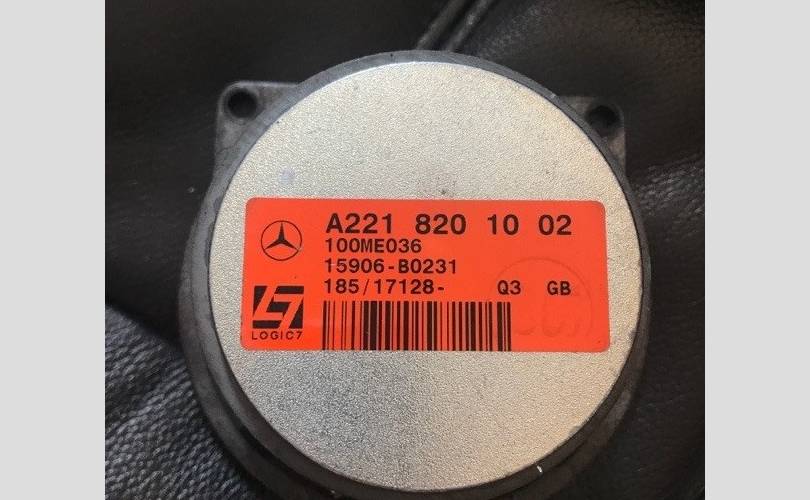 A221 820 10 02
100ME036
15906-B0231
185/17128- Q3 GB
LOGIC7